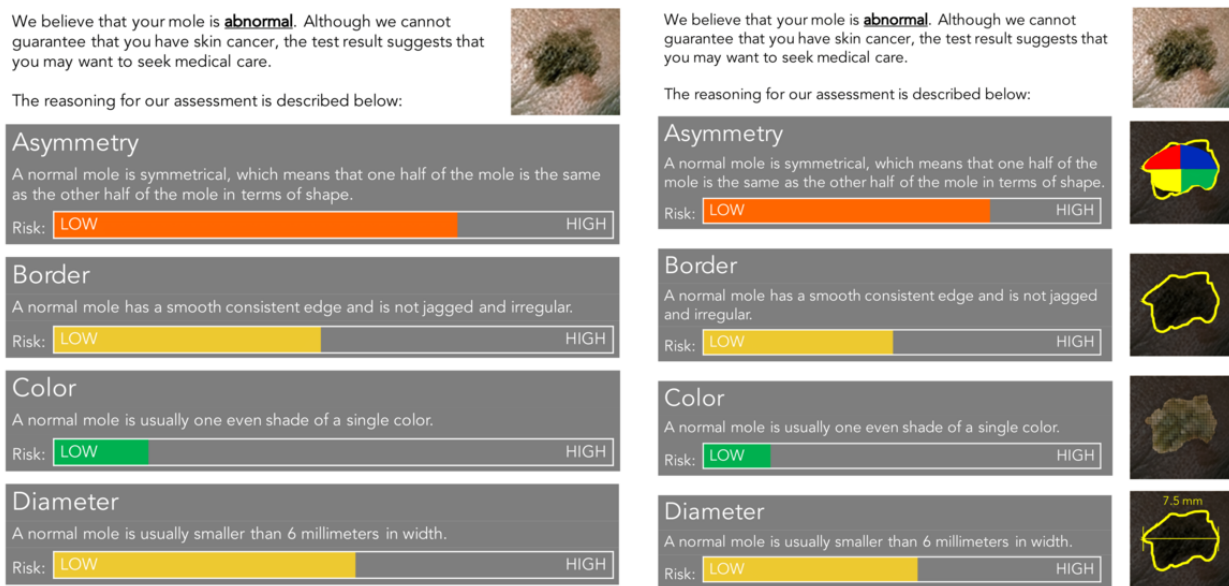 We believe that your mole is abnormal. Although we cannot
guarantee that you have skin cancer, the test result suggests that
you may want to seek medical care.
The reasoning for our assessment is described below:
Asymmetry
A normal mole is symmetrical, which means that one half of the mole is the same
as the other half of the mole in terms of shape.
Risk: LOW HIGH
Border
A normal mole has a smooth consistent edge and is not jagged and irregular.
Risk: LOW HIGH
Color
A normal mole is usually one even shade of a single color.
Risk: LOW HIGH
Diameter
A normal mole is usually smaller than 6 millimeters in width.
Risk: LOW HIGH
We believe that your mole is abnormal. Although we cannot
guarantee that you have skin cancer, the test result suggests that
you may want to seek medical care.
The reasoning for our assessment is described below:
Asymmetry
A normal mole is symmetrical, which means that one half of the
mole is the same as the other half of the mole in terms of shape.
Risk: LOW HIGH
Border
A normal mole has a smooth consistent edge and is not jagged
and irregular.
Risk: LOW HIGH
Color
A normal mole is usually one even shade of a single color.
Risk: LOW HIGH
Diameter
A normal mole is usually smaller than 6 millimeters in width.
Risk: LOW HIGH
7.5 mm